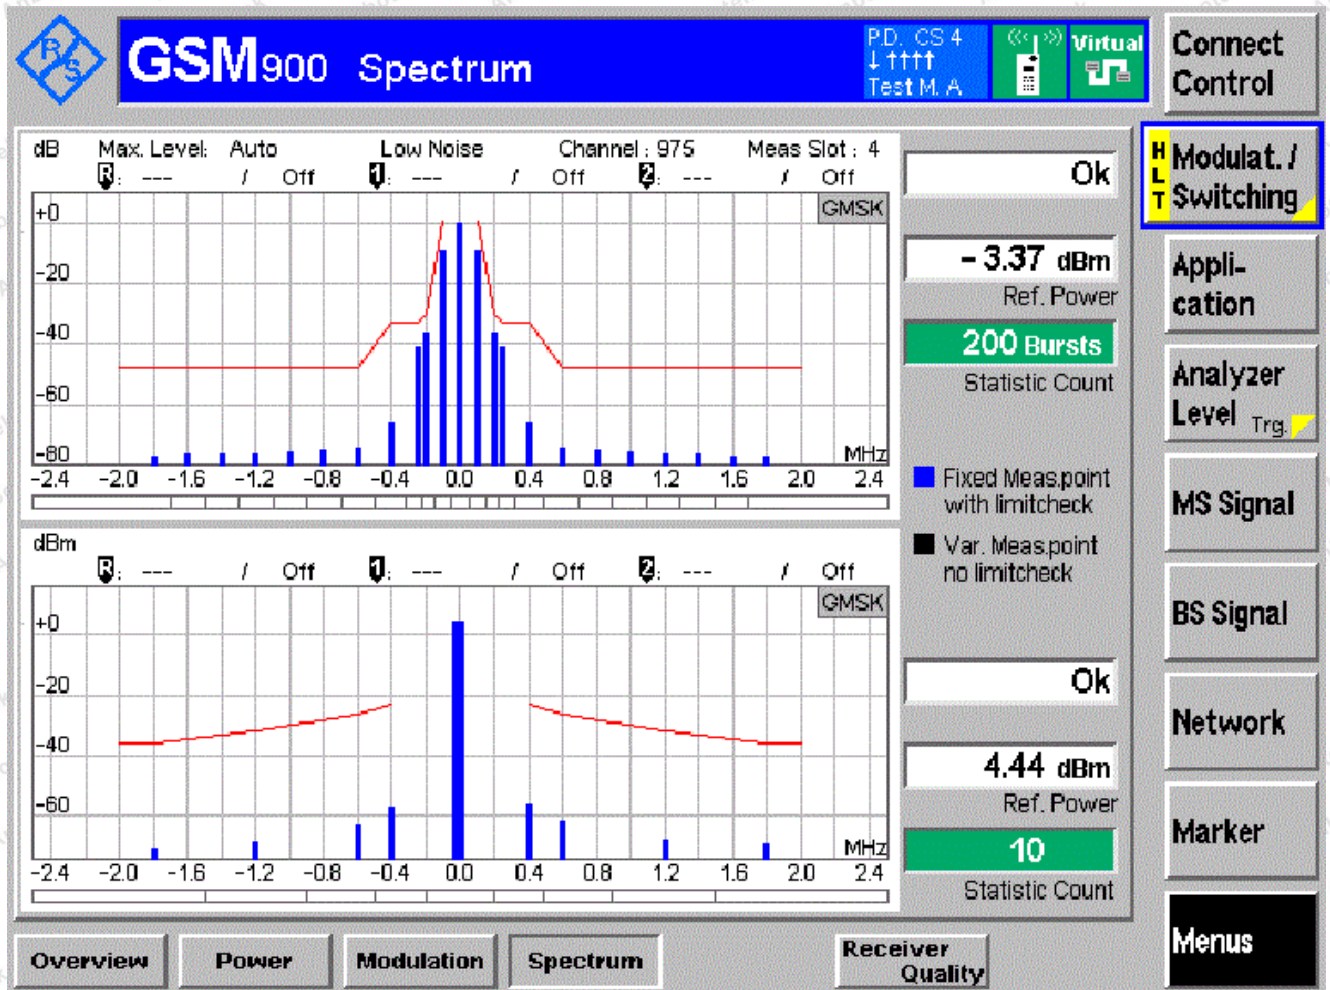 R/S
GSM900 Spectrum
P.D. CS 4
↓ ↑↑↑↑
Test M. A
Virtual
Connect
Control
dB Max. Level: Auto Low Noise Channel : 975 Meas Slot : 4
R: --- / Off 1: --- / Off 2: --- / Off
GMSK
+0
-20
-40
-60
-80
MHz
-2.4 -2.0 -1.6 -1.2 -0.8 -0.4 0.0 0.4 0.8 1.2 1.6 2.0 2.4
Ok
- 3.37 dBm
Ref. Power
200 Bursts
Statistic Count
Fixed Meas.point
with limitcheck
Var. Meas.point
no limitcheck
dBm
R: --- / Off 1: --- / Off 2: --- / Off
GMSK
+0
-20
-40
-60
MHz
-2.4 -2.0 -1.6 -1.2 -0.8 -0.4 0.0 0.4 0.8 1.2 1.6 2.0 2.4
Ok
4.44 dBm
Ref. Power
10
Statistic Count
HLT
Modulat. /
Switching
Appli-
cation
Analyzer
Level Trg.
MS Signal
BS Signal
Network
Marker
Menus
Overview Power Modulation Spectrum
Receiver
Quality